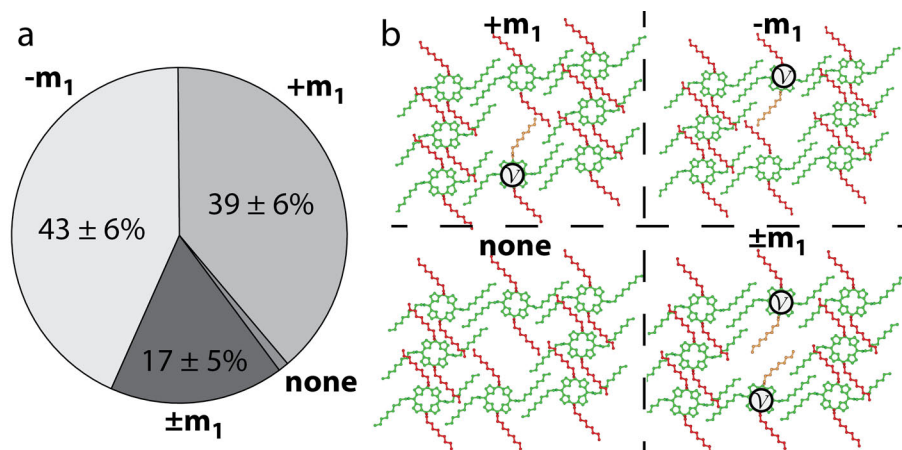 a
-m1
+m1
43 ± 6%
39 ± 6%
17 ± 5%
none
±m1
b
+m1
-m1
V
V
none
±m1
V
V